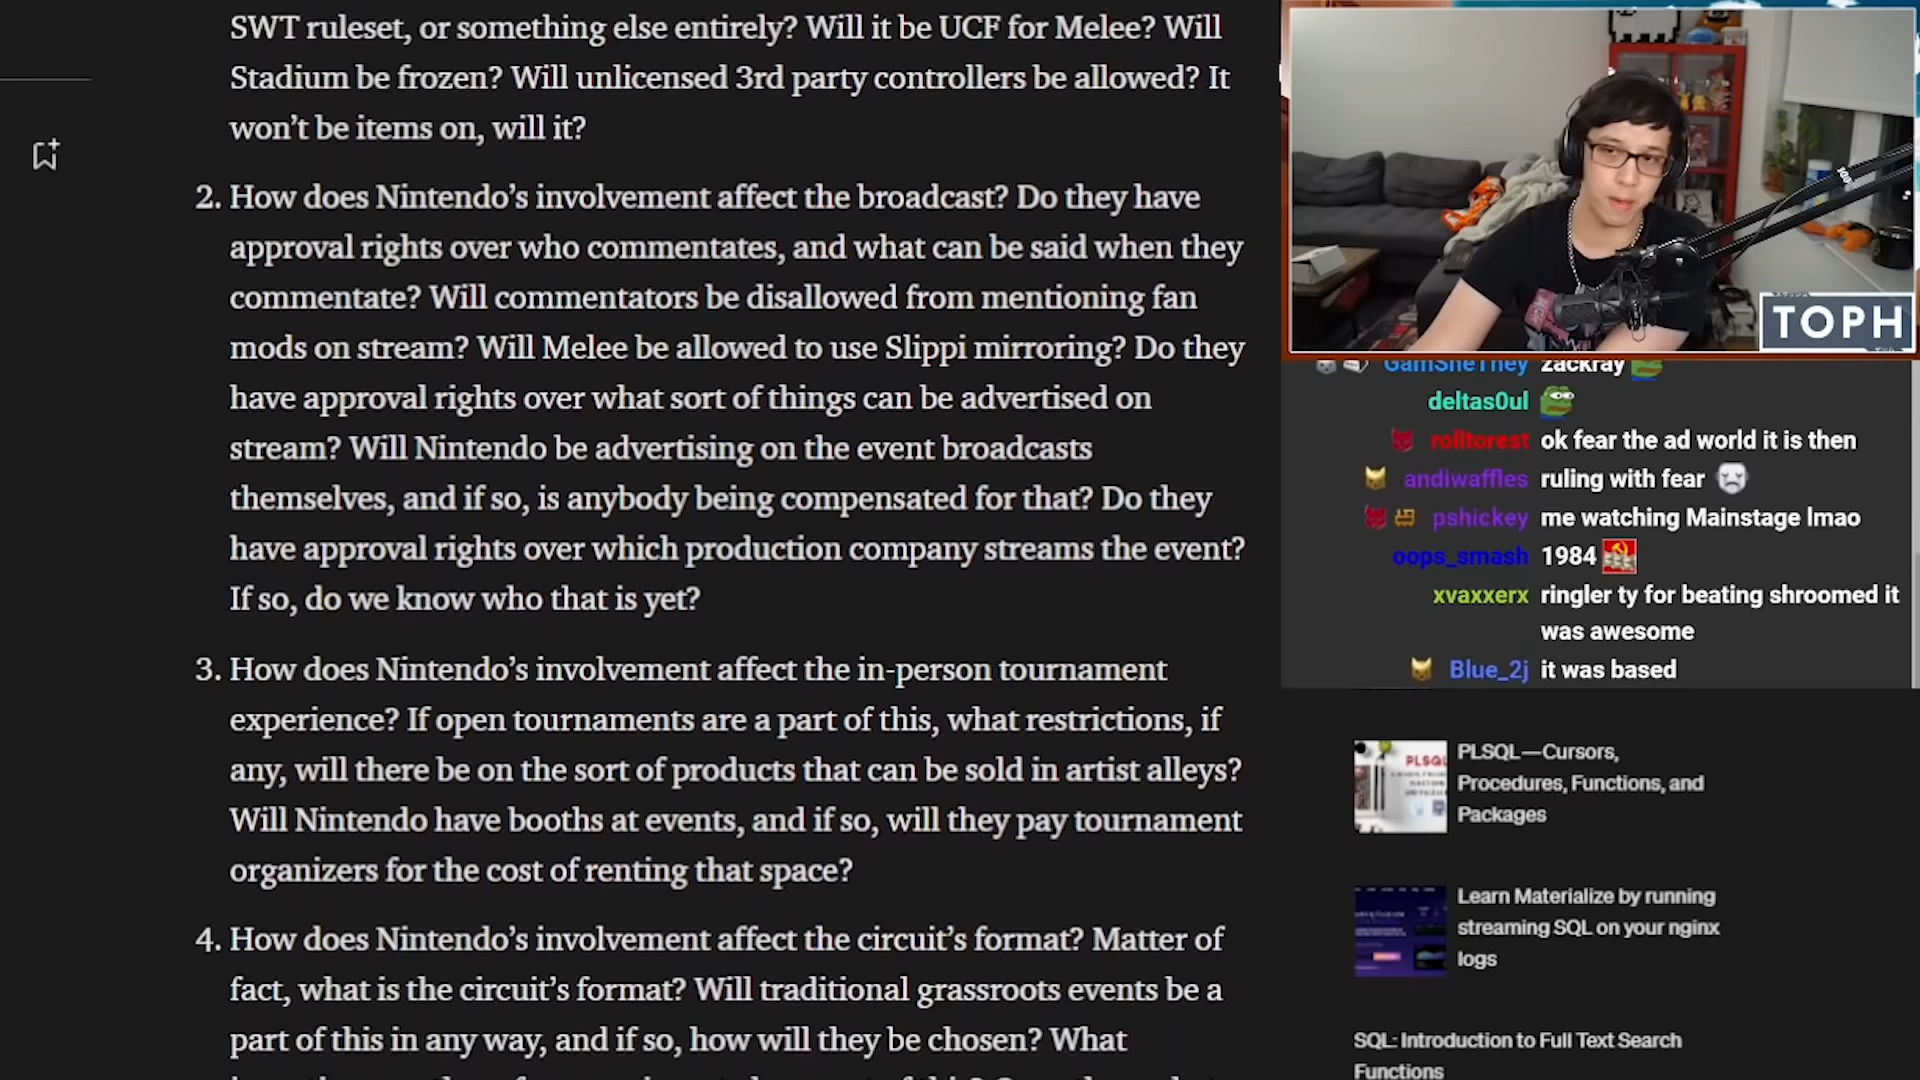 SWT ruleset, or something else entirely? Will it be UCF for Melee? Will
Stadium be frozen? Will unlicensed 3rd party controllers be allowed? It
won’t be items on, will it?
2. How does Nintendo’s involvement affect the broadcast? Do they have
approval rights over who commentates, and what can be said when they
commentate? Will commentators be disallowed from mentioning fan
mods on stream? Will Melee be allowed to use Slippi mirroring? Do they
have approval rights over what sort of things can be advertised on
stream? Will Nintendo be advertising on the event broadcasts
themselves, and if so, is anybody being compensated for that? Do they
have approval rights over which production company streams the event?
If so, do we know who that is yet?
3. How does Nintendo’s involvement affect the in-person tournament
experience? If open tournaments are a part of this, what restrictions, if
any, will there be on the sort of products that can be sold in artist alleys?
Will Nintendo have booths at events, and if so, will they pay tournament
organizers for the cost of renting that space?
4. How does Nintendo’s involvement affect the circuit’s format? Matter of
fact, what is the circuit’s format? Will traditional grassroots events be a
part of this in any way, and if so, how will they be chosen? What
TOPH
GamSheThey zackray
deltas0ul
rolltorest ok fear the ad world it is then
andiwaffles ruling with fear
pshickey me watching Mainstage lmao
oops_smash 1984
xvaxxerx ringler ty for beating shroomed it
was awesome
Blue_2j it was based
PLSQL—Cursors,
Procedures, Functions, and
Packages
Learn Materialize by running
streaming SQL on your nginx
logs
SQL: Introduction to Full Text Search
Functions